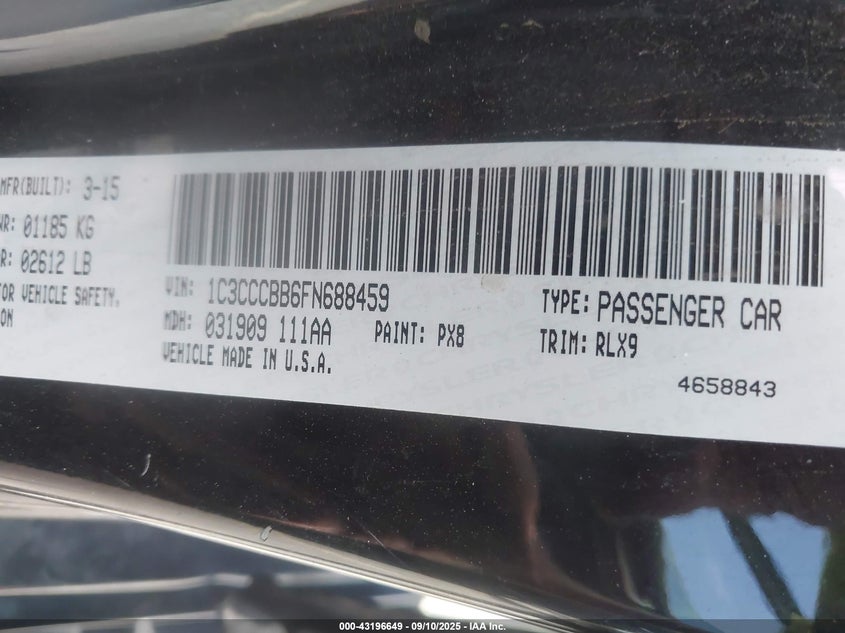 MFR(BUILT): 3-15
WR: 01185 KG
R: 02612 LB
TOR VEHICLE SAFETY,
ON
VIN: 1C3CCCBB6FN688459
MDH: 031909 111AA
PAINT: PX8
VEHICLE MADE IN U.S.A.
TYPE: PASSENGER CAR
TRIM: RLX9
4658843
000-43196649 - 09/10/2025 - IAA Inc.